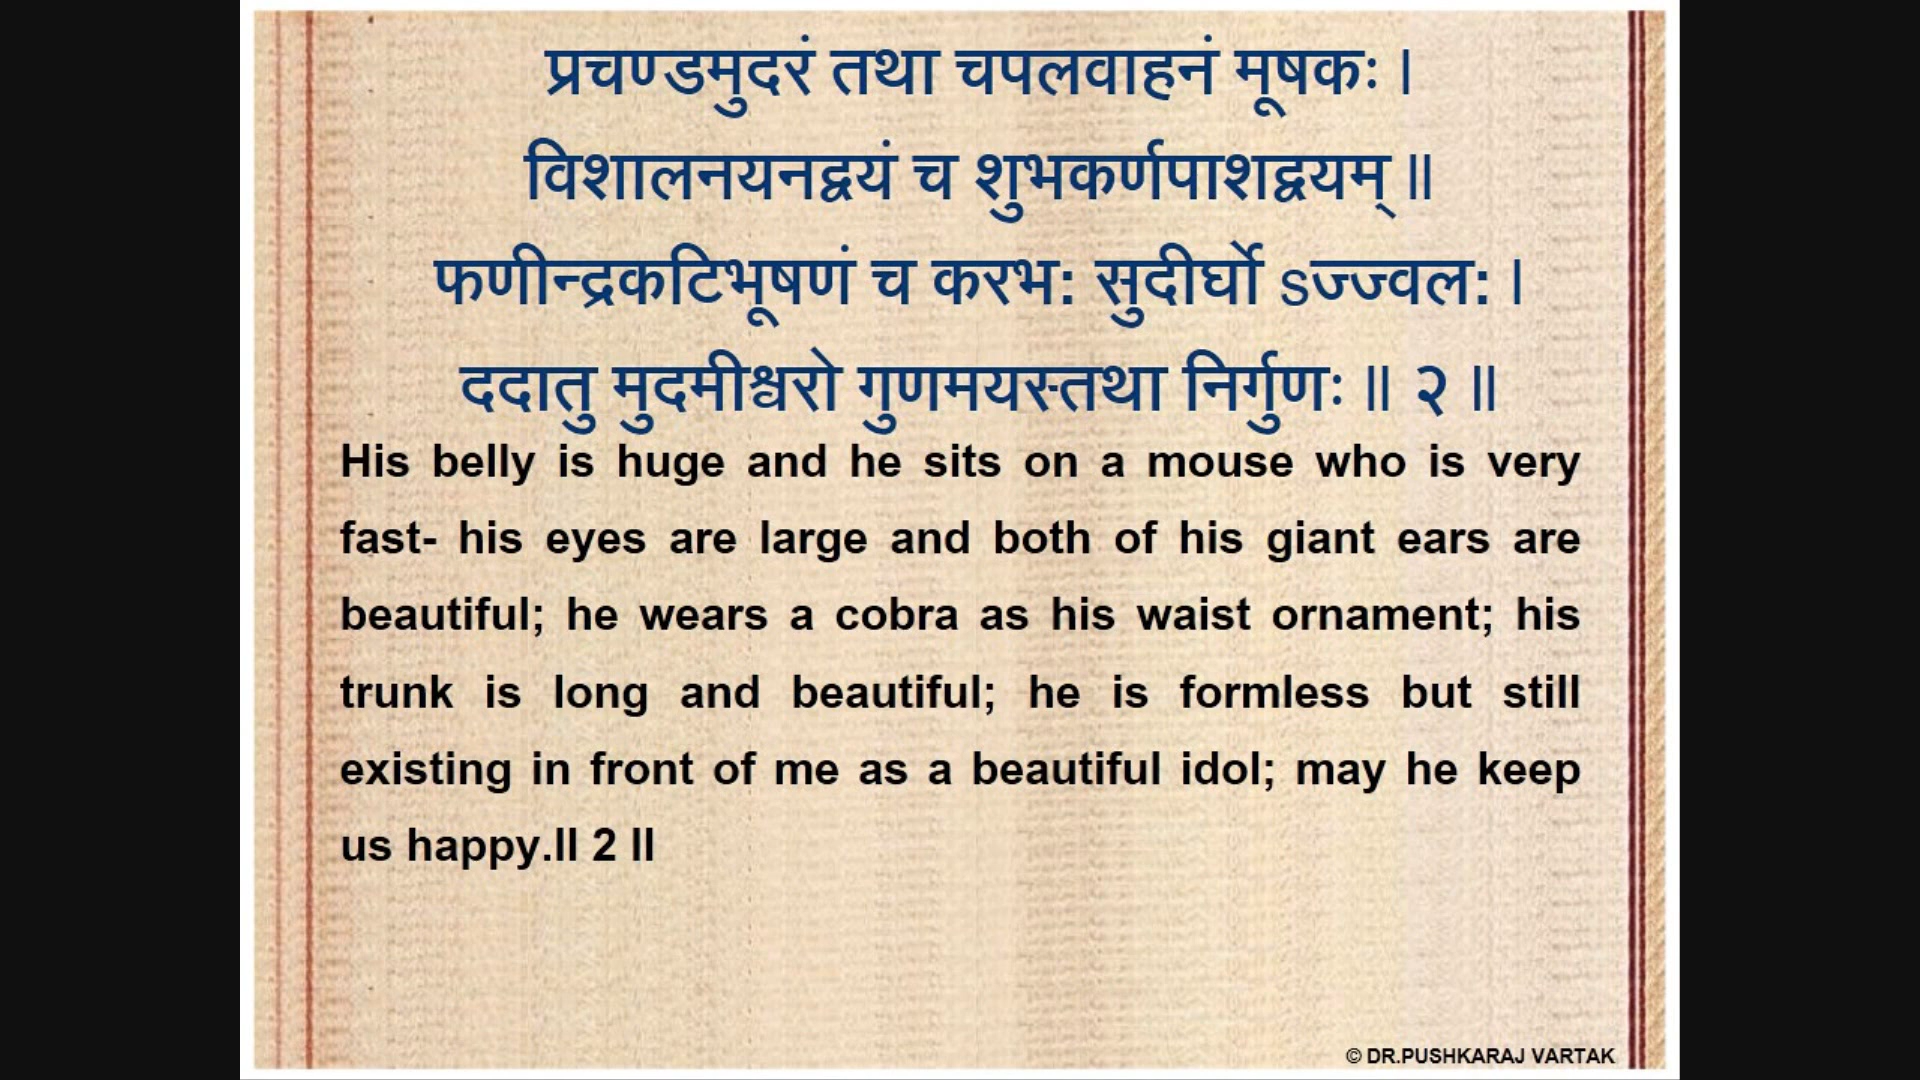 प्रचण्डमुदरं तथा चपलवाहनं मूषकः ।
विशालनयनद्वयं च शुभकर्णपाशद्वयम् ॥
फणीन्द्रकटिभूषणं च करभ: सुदीर्घो ऽज्ज्वल: ।
ददातु मुदमीश्वरो गुणमयस्तथा निर्गुणः ॥ २ ॥
His belly is huge and he sits on a mouse who is very
fast- his eyes are large and both of his giant ears are
beautiful; he wears a cobra as his waist ornament; his
trunk is long and beautiful; he is formless but still
existing in front of me as a beautiful idol; may he keep
us happy.ll 2 ll
© DR.PUSHKARAJ VARTAK